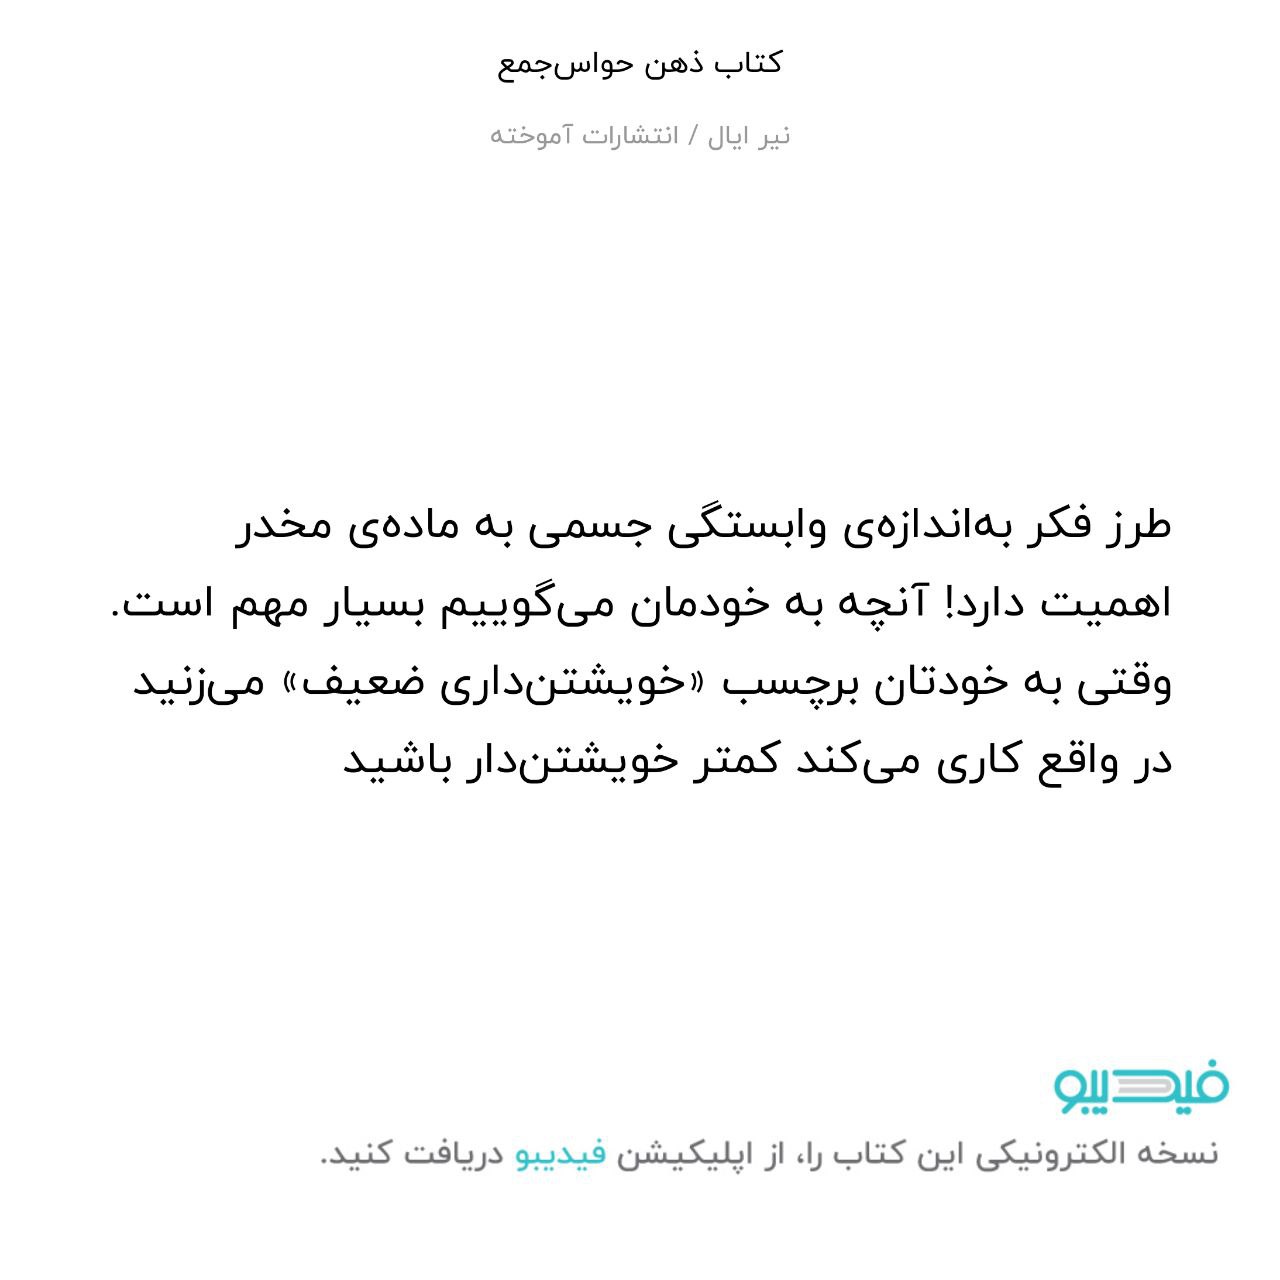 کتاب ذهن حواس‌جمع
نیر ایال / انتشارات آموخته
طرز فکر به‌اندازه‌ی وابستگی جسمی به ماده‌ی مخدر
اهمیت دارد! آنچه به خودمان می‌گوییم بسیار مهم است.
وقتی به خودتان برچسب «خویشتن‌داری ضعیف» می‌زنید
در واقع کاری می‌کند کمتر خویشتن‌دار باشید
فیدیبو
نسخه الکترونیکی این کتاب را، از اپلیکیشن فیدیبو دریافت کنید.